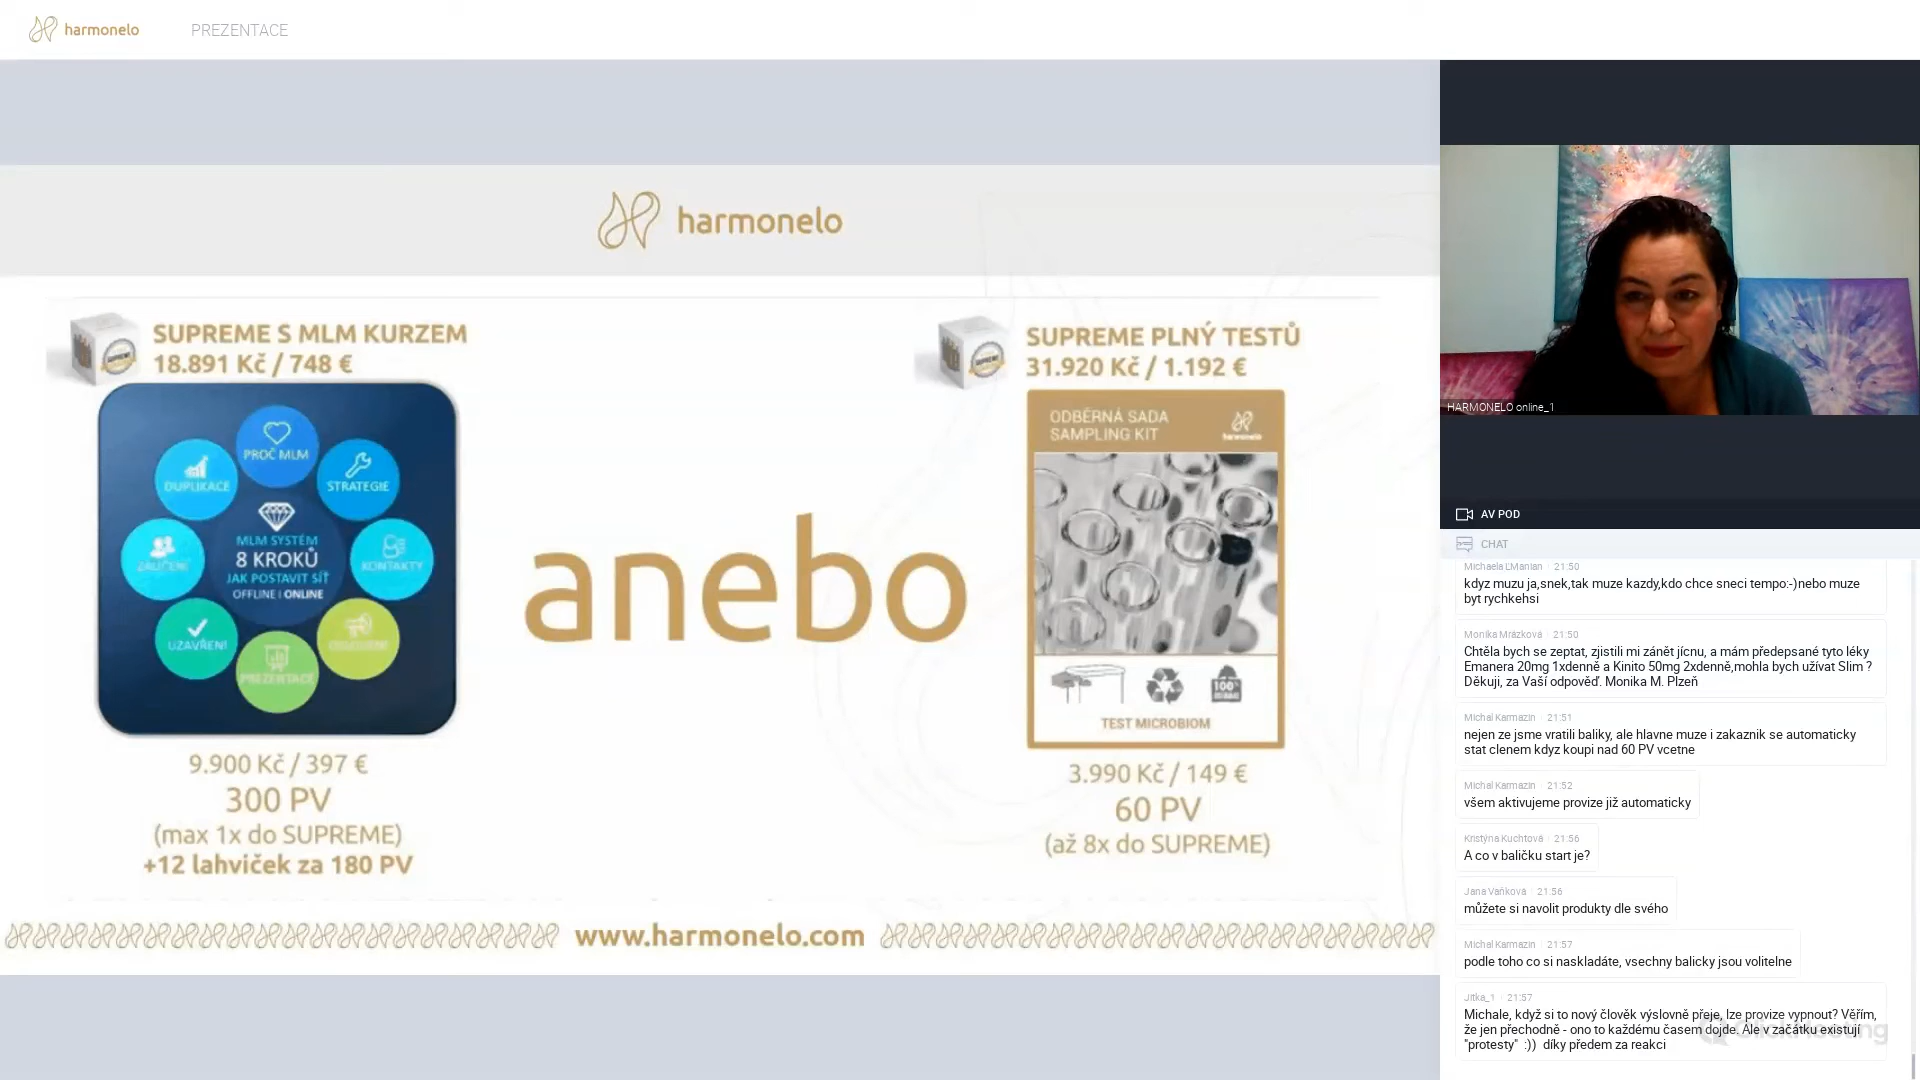 harmonelo
PREZENTACE
harmonelo
SUPREME S MLM KURZEM
18.891 Kč / 748 €
PROČ MLM
DUPLIKACE
STRATEGIE
MLM SYSTÉM
8 KROKŮ
JAK POSTAVIT SÍŤ
OFFLINE I ONLINE
KONTAKTY
UZAVŘENÍ
PREZENTACE
9.900 Kč / 397 €
300 PV
(max 1x do SUPREME)
+12 lahviček za 180 PV
anebo
SUPREME PLNÝ TESTŮ
31.920 Kč / 1.192 €
ODBĚRNÁ SADA
SAMPLING KIT
harmonelo
100%
TEST MICROBIOM
3.990 Kč / 149 €
60 PV
(až 8x do SUPREME)
www.harmonelo.com
HARMONELO online_1
AV POD
CHAT
21:50
kdyz muzu ja,snek,tak muze kazdy,kdo chce sneci tempo:-)nebo muze
byt rychkehsi
Monika Mrázková · 21:50
Chtěla bych se zeptat, zjistili mi zánět jícnu, a mám předepsané tyto léky
Emanera 20mg 1xdenně a Kinito 50mg 2xdenně,mohla bych užívat Slim ?
Děkuji, za Vaší odpověď. Monika M. Plzeň
Michal Karmazin · 21:51
nejen ze jsme vratili baliky, ale hlavne muze i zakaznik se automaticky
stat clenem kdyz koupi nad 60 PV vcetne
Michal Karmazin · 21:52
všem aktivujeme provize již automaticky
Kristýna Kuchtová · 21:56
A co v baličku start je?
Jana Vaňková · 21:56
můžete si navolit produkty dle svého
Michal Karmazin · 21:57
podle toho co si naskladáte, vsechny balicky jsou volitelne
Jitka_1 · 21:57
Michale, když si to nový člověk výslovně přeje, lze provize vypnout? Věřím,
že jen přechodně - ono to každému časem dojde. Ale v začátku existují
"protesty" :)) díky předem za reakci
ClickMeeting